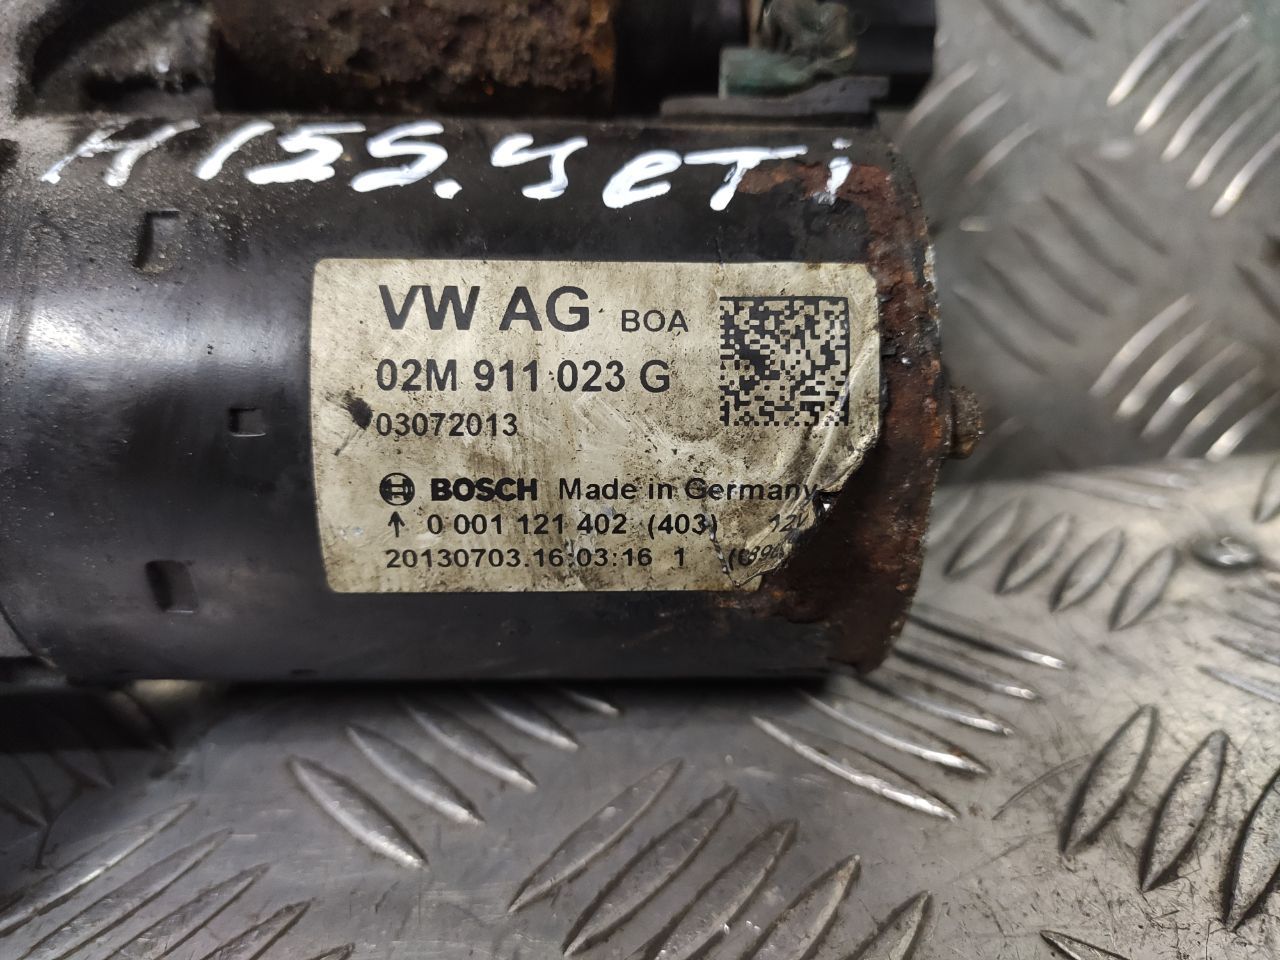 H155.YeTi
VW AG BOA
02M 911 023 G
03072013
BOSCH Made in Germany
↑ 0 001 121 402 (403) 12V
20130703.16:03:16 1